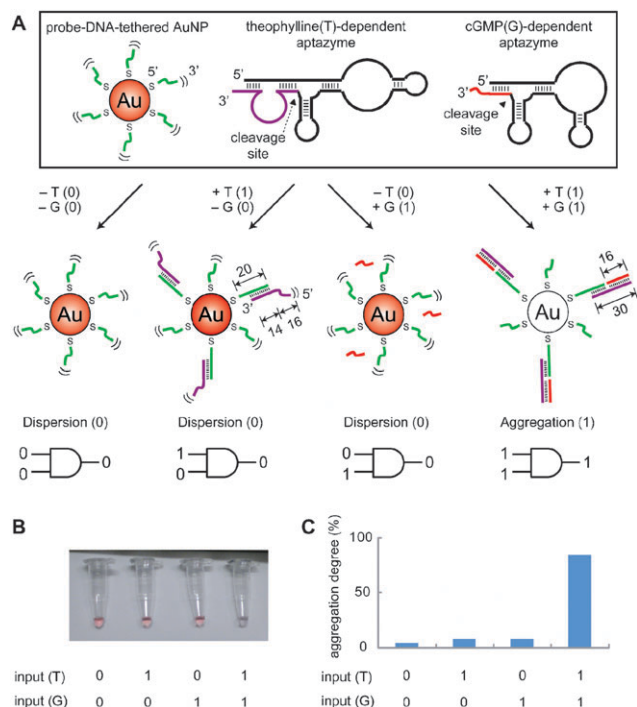 A
probe-DNA-tethered AuNP
theophylline(T)-dependent
aptazyme
cGMP(G)-dependent
aptazyme
5' 3'
S S S S S S
Au
5'
3'
cleavage
site
5'
3'
cleavage
site
– T (0)
– G (0)
+ T (1)
– G (0)
– T (0)
+ G (1)
+ T (1)
+ G (1)
S S S S S S
Au
S S S S S S
Au
20
3' 5'
14 16
S S S S S S
Au
S S S S S S
Au
16
30
Dispersion (0)
Dispersion (0)
Dispersion (0)
Aggregation (1)
0
0
0
1
0
0
0
1
0
1
1
1
B
input (T) 0 1 0 1
input (G) 0 0 1 1
C
aggregation degree (%)
100
50
0
input (T) 0 1 0 1
input (G) 0 0 1 1